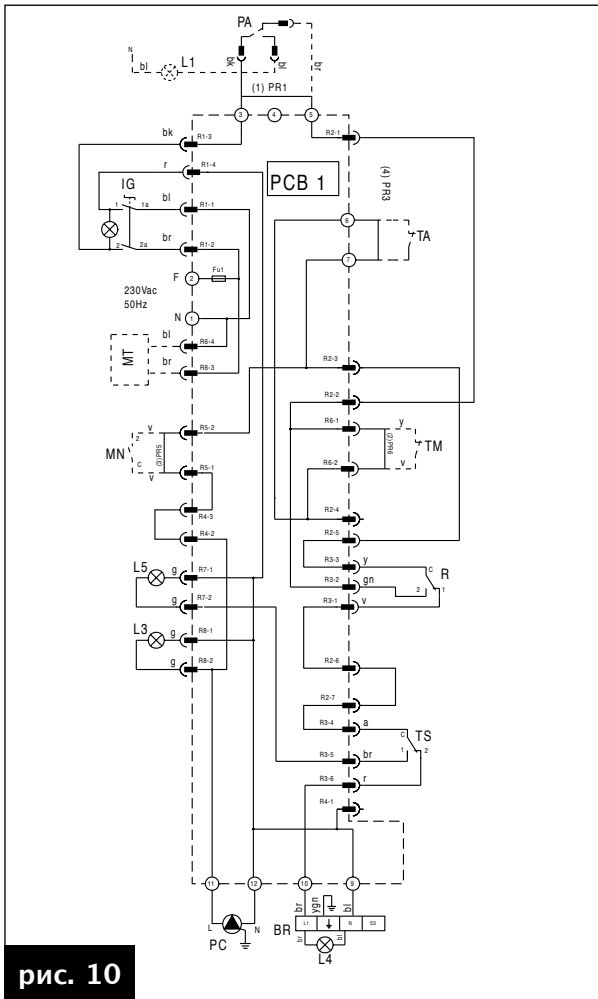 PA
N
bl
L1
bk
bl
br
(1) PR1
3
4
5
bk
R1-3
R2-1
r
R1-4
PCB 1
(4) PR3
IG
bl
1
1a
R1-1
6
TA
br
2
2a
R1-2
7
F
2
Fu1
230Vac
50Hz
N
1
bl
R6-4
MT
br
R6-3
R2-3
R2-2
v
R5-2
R6-1
y
MN
2
C
(3)PR5
(2)PR6
TM
v
R5-1
R6-2
v
R4-3
R2-4
R4-2
R2-5
L5
g
R7-1
R3-3
y
C
R
R3-2
gn
2
1
g
R7-2
R3-1
v
L3
g
R8-1
g
R8-2
R2-6
R2-7
R3-4
a
C
TS
1
2
R3-5
br
R3-6
r
R4-1
11
12
10
9
br
ygn
bl
L
N
PC
BR
L1
N
S3
br
bl
L4
рис. 10